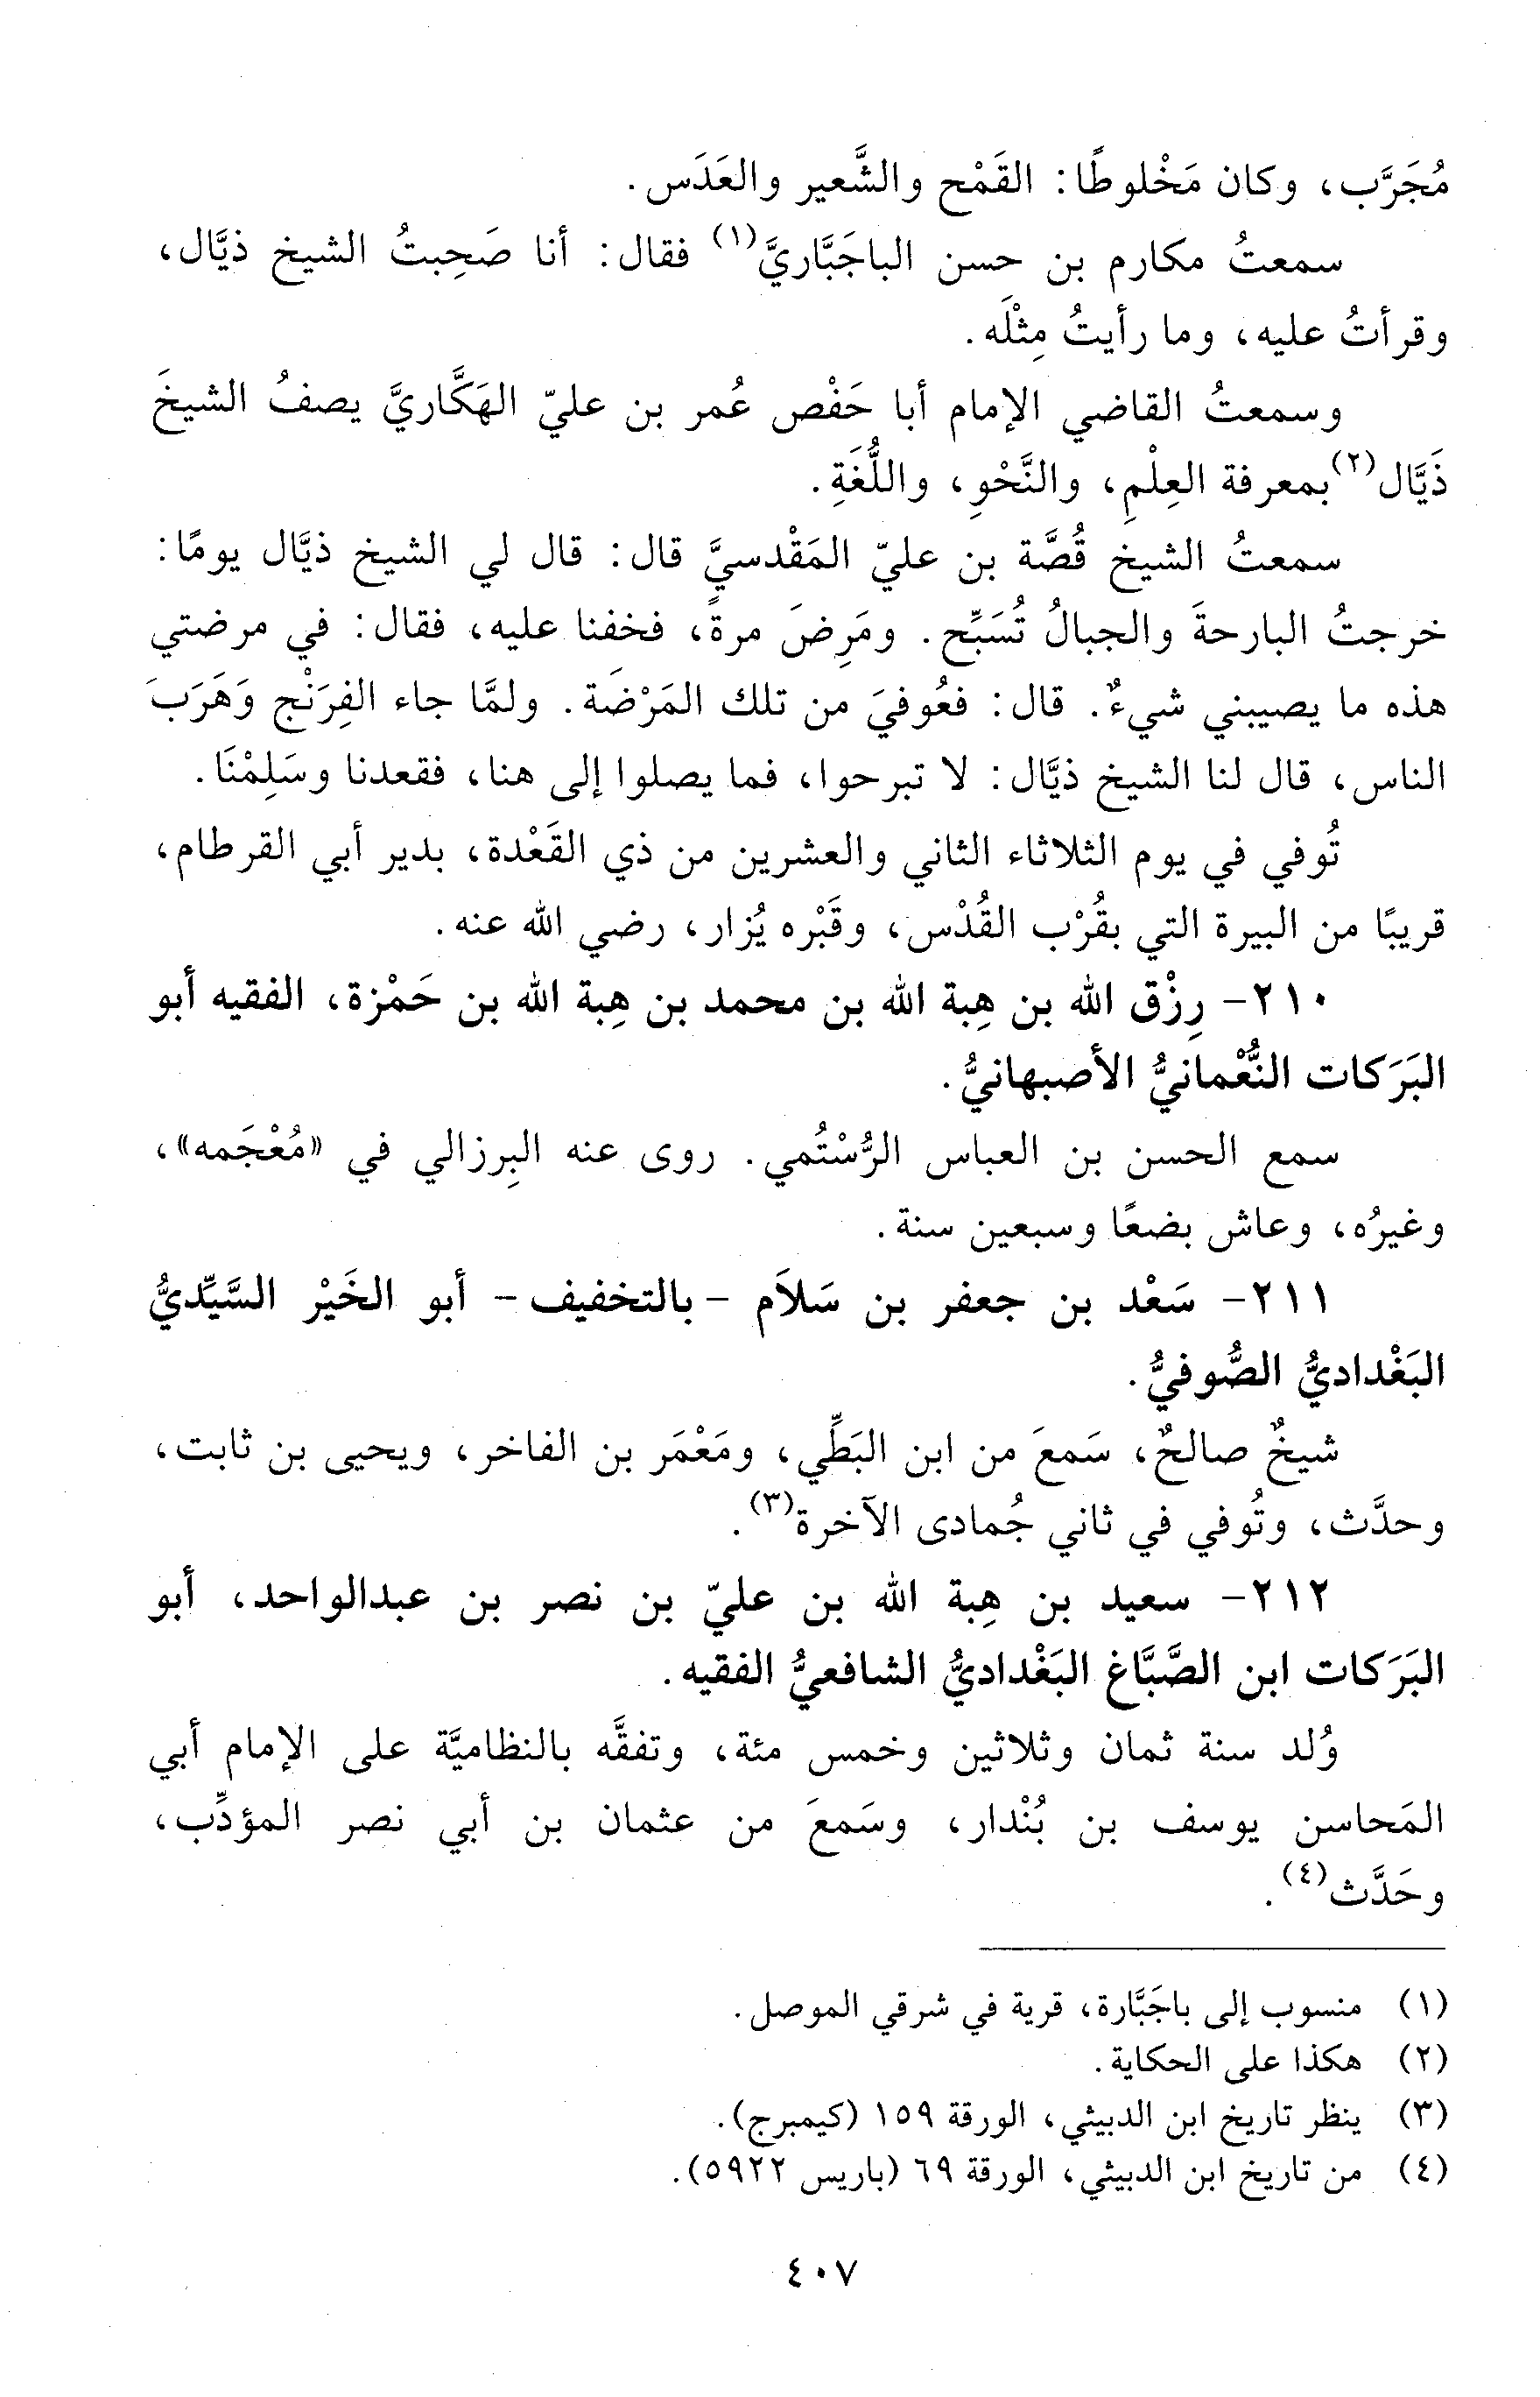 مُجَرَّب، وكان مَخْلوطًا: القَمْح والشَّعير والعَدَس.
سمعتُ مكارم بن حسن الباجَبَّاريَّ(١) فقال: أنا صَحِبتُ الشيخ ذيَّال،
وقرأتُ عليه، وما رأيتُ مِثْلَه.
وسمعتُ القاضي الإمام أبا حَفْص عُمر بن عليّ الهَكَّاريَّ يصفُ الشيخَ
ذَيَّال(٢) بمعرفة العِلْمِ، والنَّحْوِ، واللُّغَةِ.
سمعتُ الشيخ قُصَّة بن عليّ المَقْدسيَّ قال: قال لي الشيخ ذيَّال يومًا:
خرجتُ البارحةَ والجبالُ تُسَبِّح. ومَرِضَ مرةً، فخفنا عليه، فقال: في مرضتي
هذه ما يصيبني شيءٌ. قال: فعُوفيَ من تلك المَرْضَة. ولمَّا جاء الفِرَنْج وَهَرَبَ
الناس، قال لنا الشيخ ذيَّال: لا تبرحوا، فما يصلوا إلى هنا، فقعدنا وسَلِمْنَا.
تُوفي في يوم الثلاثاء الثاني والعشرين من ذي القَعْدة، بدير أبي القرطام،
قريبًا من البيرة التي بقُرْب القُدْس، وقَبْره يُزار، رضي الله عنه.
٢١٠- رِزْق الله بن هِبة الله بن محمد بن هِبة الله بن حَمْزة، الفقيه أبو
البَرَكات النُّعْمانيُّ الأصبهانيُّ.
سمع الحسن بن العباس الرُّسْتُمي. روى عنه البِرزالي في «مُعْجَمه»،
وغيرُه، وعاش بضعًا وسبعين سنة.
٢١١- سَعْد بن جعفر بن سَلاَم -بالتخفيف- أبو الخَيْر السَّيِّديُّ
البَغْداديُّ الصُّوفيُّ.
شيخٌ صالحٌ، سَمعَ من ابن البَطِّي، ومَعْمَر بن الفاخر، ويحيى بن ثابت،
وحدَّث، وتُوفي في ثاني جُمادى الآخرة(٣).
٢١٢- سعيد بن هِبة الله بن عليّ بن نصر بن عبدالواحد، أبو
البَرَكات ابن الصَّبَّاغ البَغْداديُّ الشافعيُّ الفقيه.
وُلد سنة ثمان وثلاثين وخمس مئة، وتفقَّه بالنظاميَّة على الإمام أبي
المَحاسن يوسف بن بُنْدار، وسَمعَ من عثمان بن أبي نصر المؤدِّب،
وحَدَّث(٤).
(١) منسوب إلى باجَبَّارة، قرية في شرقي الموصل.
(٢) هكذا على الحكاية.
(٣) ينظر تاريخ ابن الدبيثي، الورقة ١٥٩ (كيمبرج).
(٤) من تاريخ ابن الدبيثي، الورقة ٦٩ (باريس ٥٩٢٢).
٤٠٧